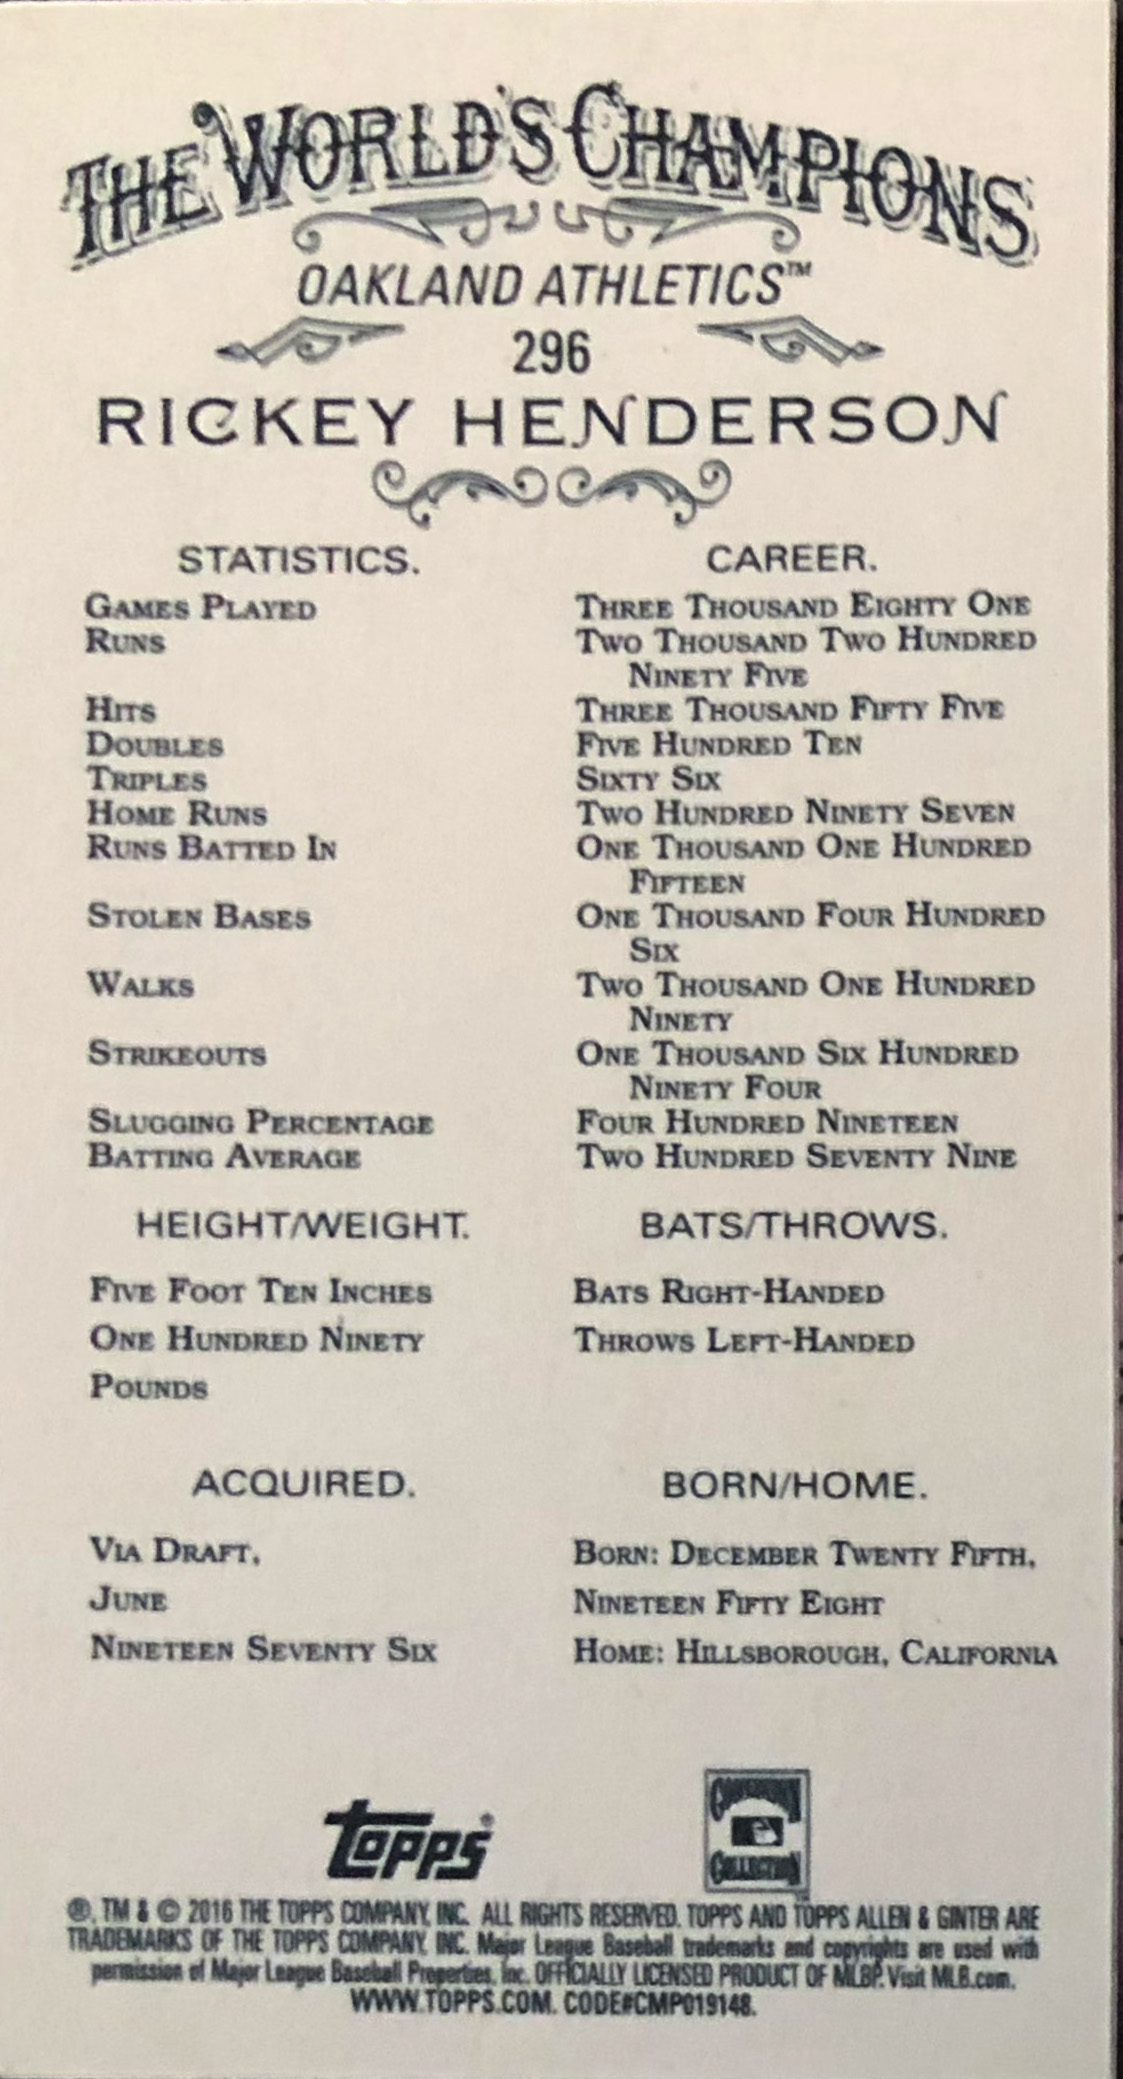 THE WORLD'S CHAMPIONS
OAKLAND ATHLETICS™
296
RICKEY HENDERSON
STATISTICS. CAREER.
GAMES PLAYED THREE THOUSAND EIGHTY ONE
RUNS TWO THOUSAND TWO HUNDRED
NINETY FIVE
HITS THREE THOUSAND FIFTY FIVE
DOUBLES FIVE HUNDRED TEN
TRIPLES SIXTY SIX
HOME RUNS TWO HUNDRED NINETY SEVEN
RUNS BATTED IN ONE THOUSAND ONE HUNDRED
FIFTEEN
STOLEN BASES ONE THOUSAND FOUR HUNDRED
SIX
WALKS TWO THOUSAND ONE HUNDRED
NINETY
STRIKEOUTS ONE THOUSAND SIX HUNDRED
NINETY FOUR
SLUGGING PERCENTAGE FOUR HUNDRED NINETEEN
BATTING AVERAGE TWO HUNDRED SEVENTY NINE
HEIGHT/WEIGHT. BATS/THROWS.
FIVE FOOT TEN INCHES BATS RIGHT-HANDED
ONE HUNDRED NINETY THROWS LEFT-HANDED
POUNDS
ACQUIRED. BORN/HOME.
VIA DRAFT, BORN: DECEMBER TWENTY FIFTH,
JUNE NINETEEN FIFTY EIGHT
NINETEEN SEVENTY SIX HOME: HILLSBOROUGH, CALIFORNIA
topps®
COOPERSTOWN
COLLECTION™
®, TM & © 2016 THE TOPPS COMPANY, INC. ALL RIGHTS RESERVED. TOPPS AND TOPPS ALLEN & GINTER ARE
TRADEMARKS OF THE TOPPS COMPANY, INC. Major League Baseball trademarks and copyrights are used with
permission of Major League Baseball Properties, Inc. OFFICIALLY LICENSED PRODUCT OF MLBP. Visit MLB.com.
WWW.TOPPS.COM. CODE#CMP019148.